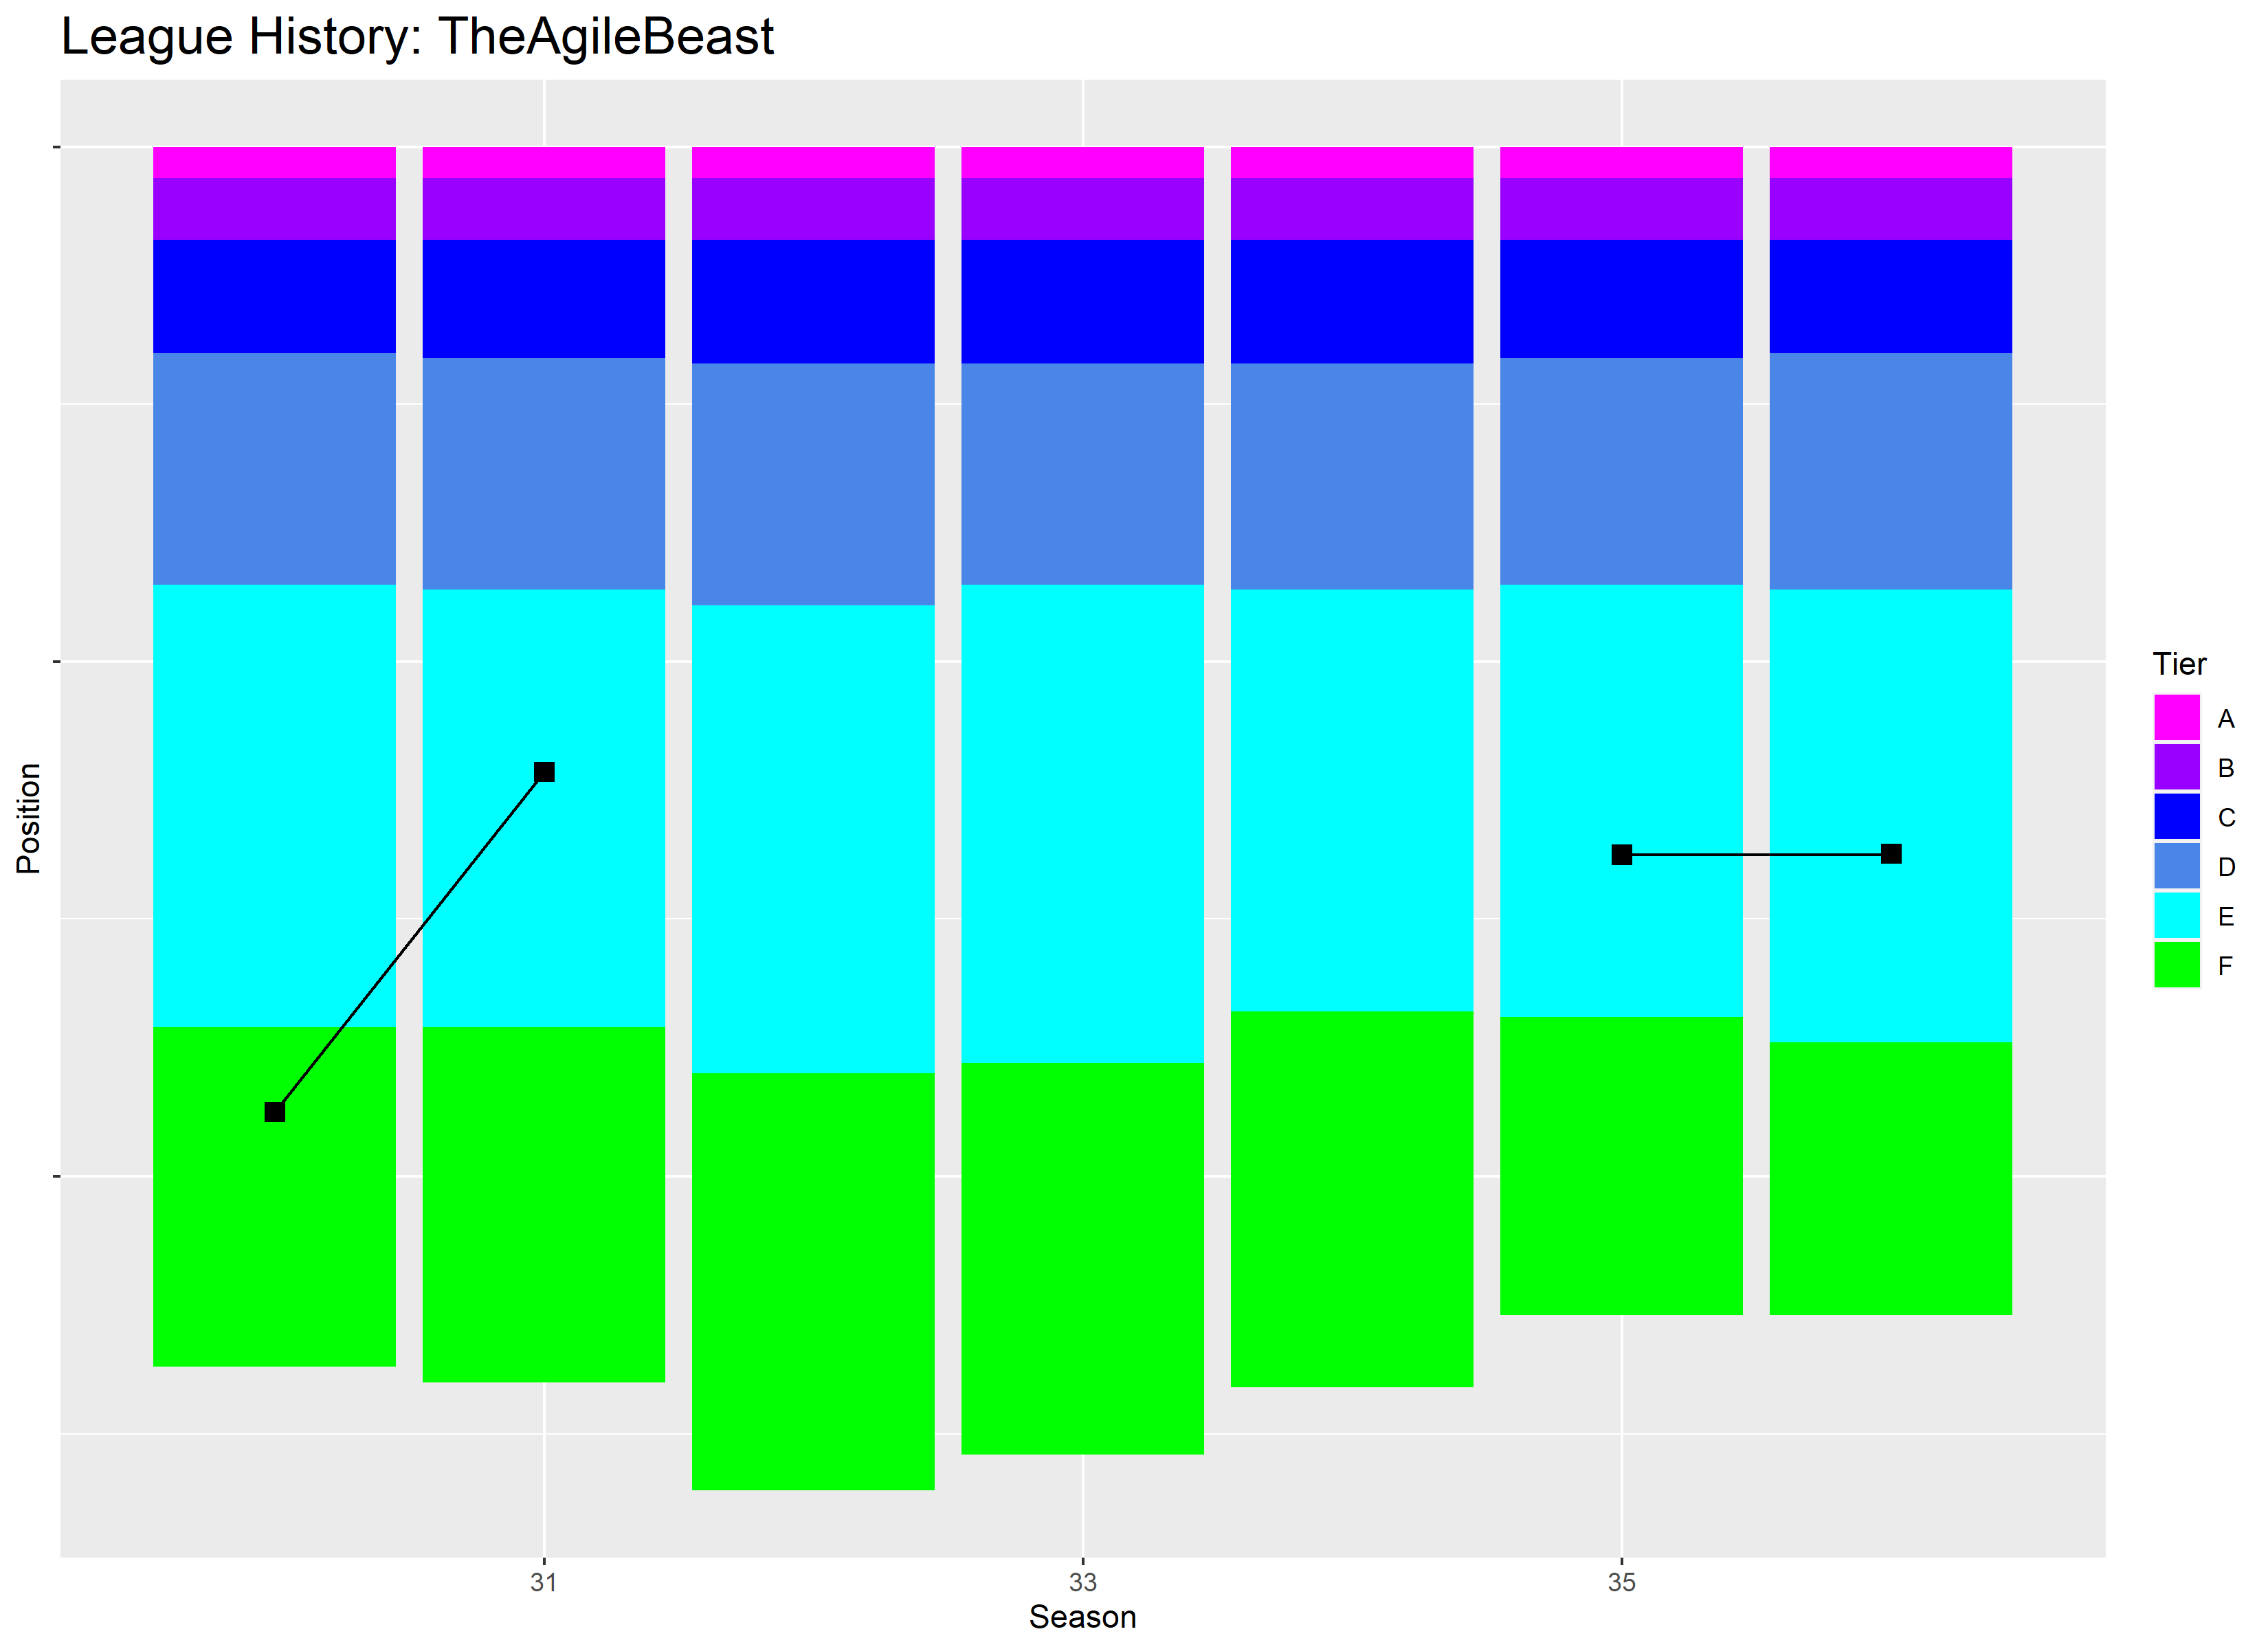 League History: TheAgileBeast
Position
Tier
A
B
C
D
E
F
31
33
35
Season